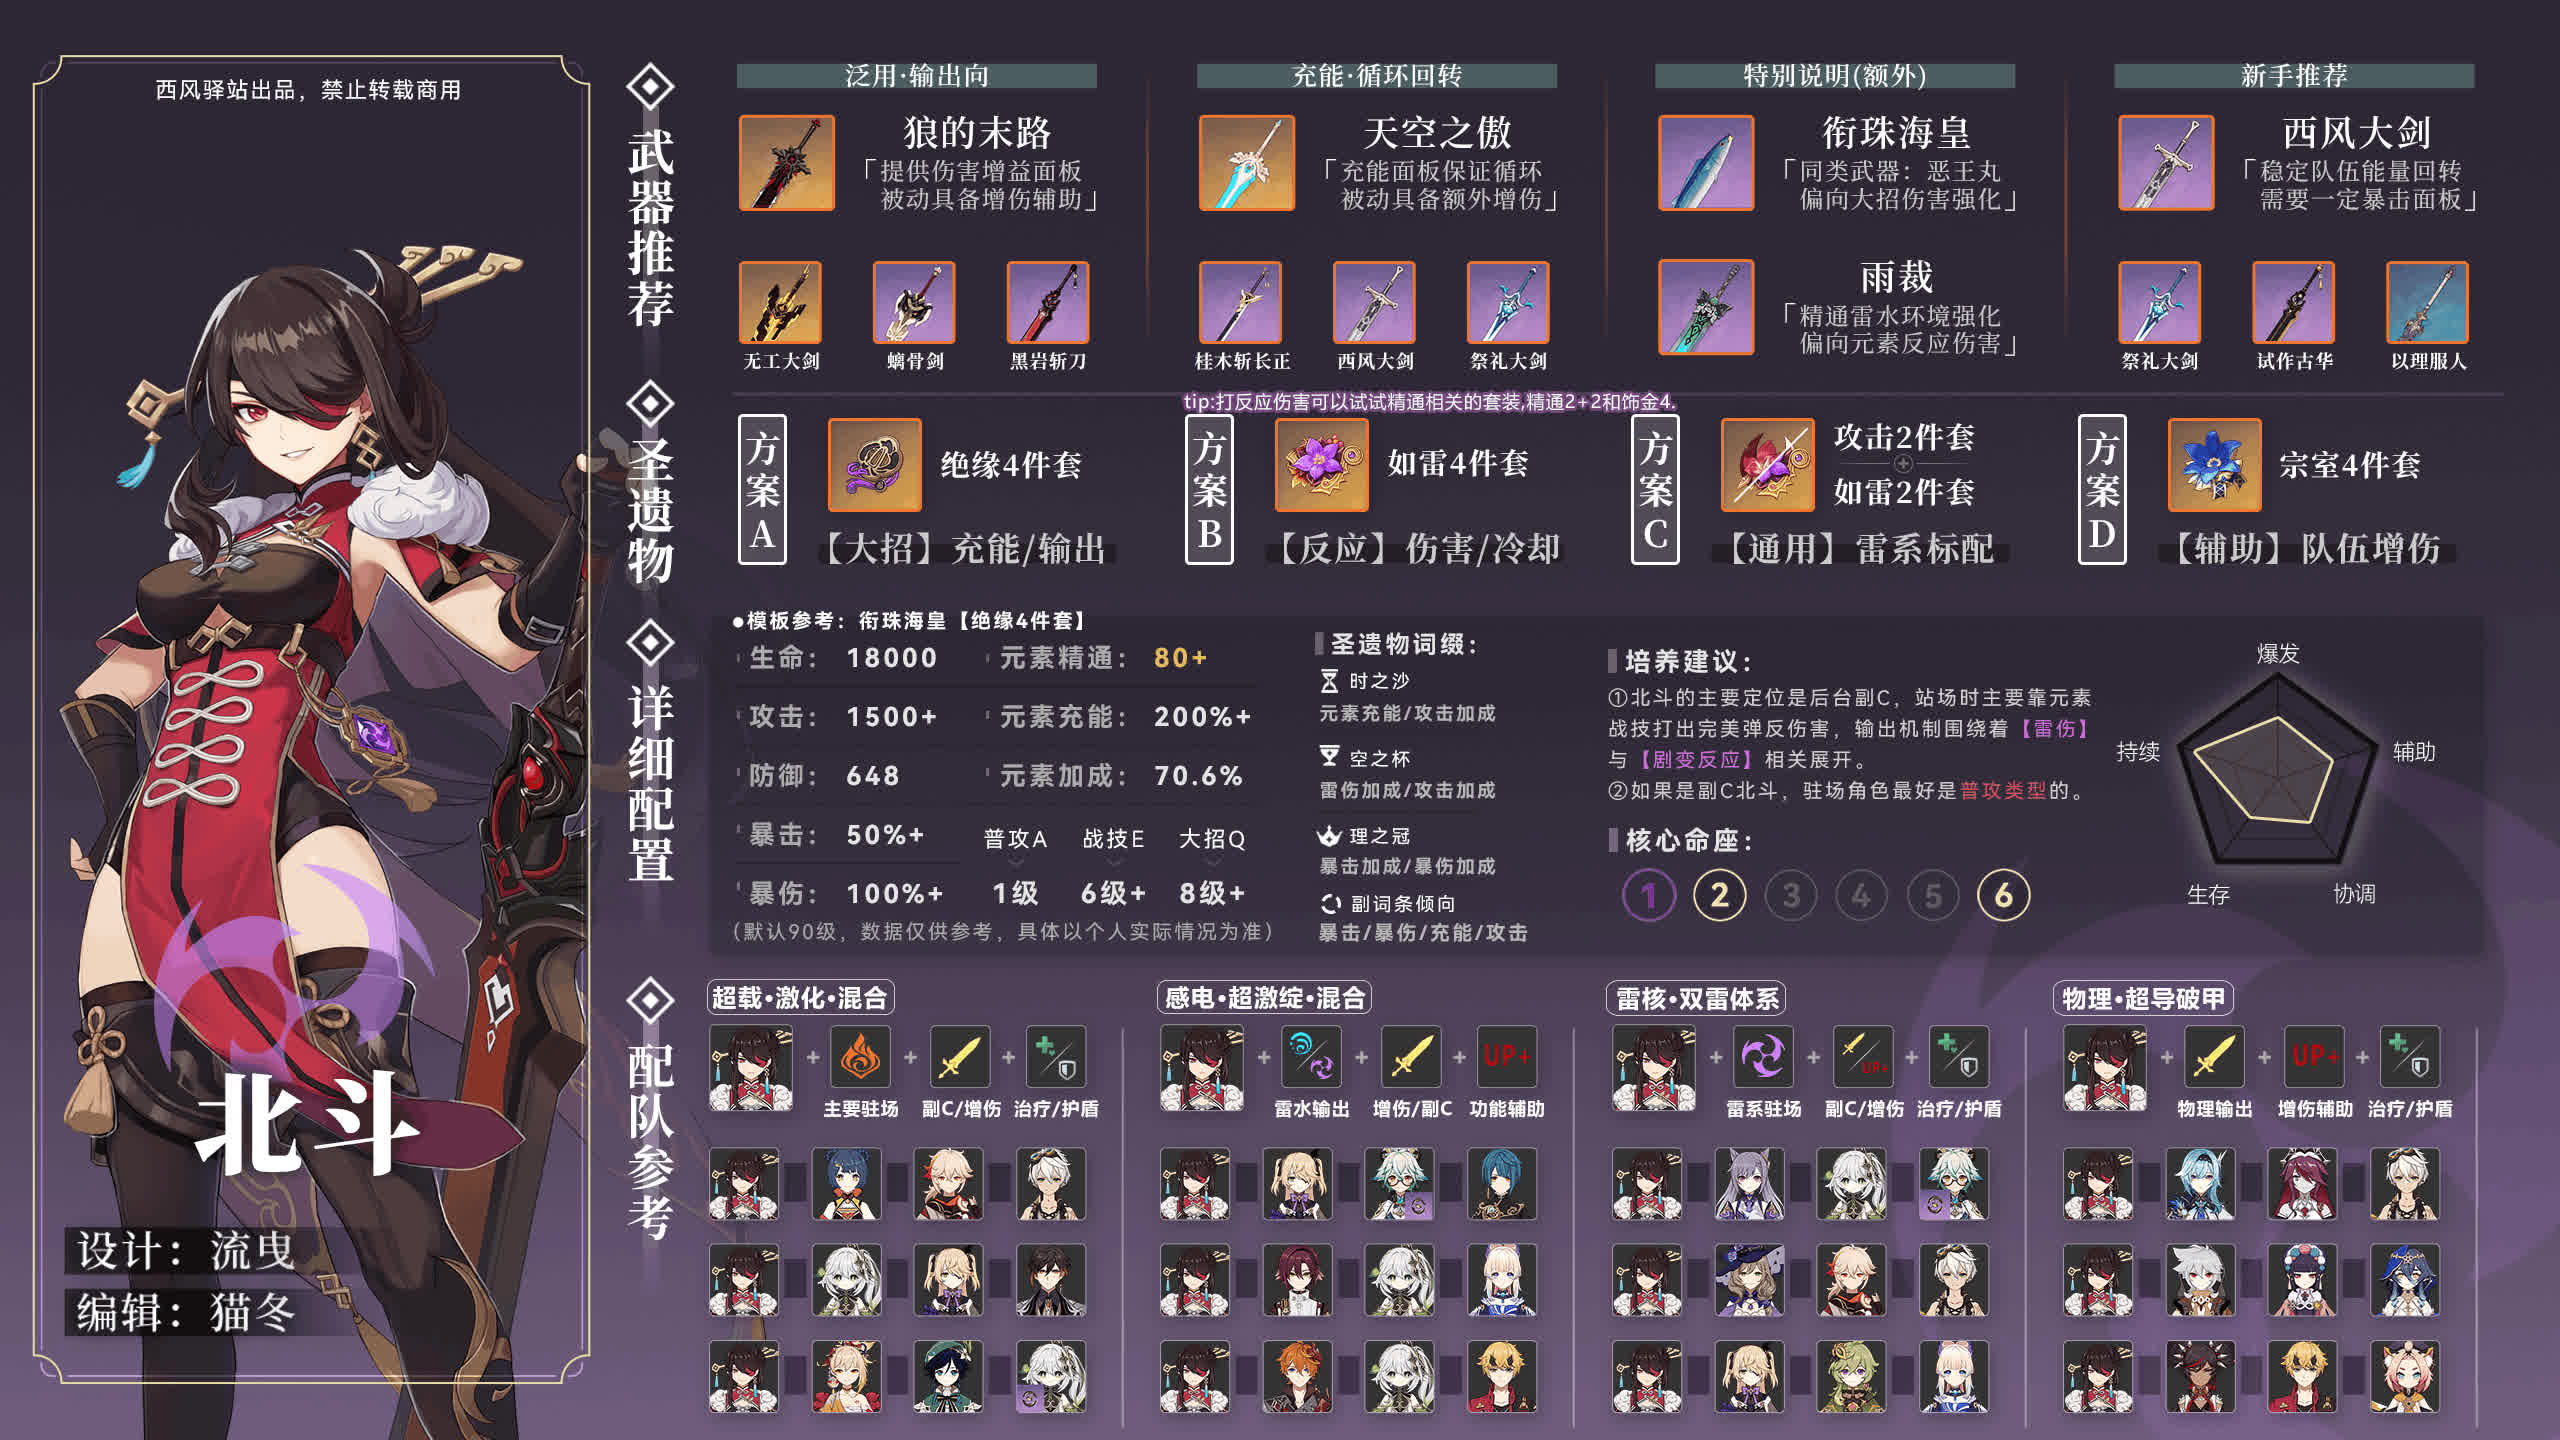 西风驿站出品，禁止转载商用
北斗
设计：流曳
编辑：猫冬
武器推荐
泛用·输出向
狼的末路
「提供伤害增益面板
被动具备增伤辅助」
无工大剑
螭骨剑
黑岩斩刀
充能·循环回转
天空之傲
「充能面板保证循环
被动具备额外增伤」
桂木斩长正
西风大剑
祭礼大剑
特别说明(额外)
衔珠海皇
「同类武器：恶王丸
偏向大招伤害强化」
雨裁
「精通雷水环境强化
偏向元素反应伤害」
新手推荐
西风大剑
「稳定队伍能量回转
需要一定暴击面板」
祭礼大剑
试作古华
以理服人
圣遗物
tip:打反应伤害可以试试精通相关的套装,精通2+2和饰金4.
方案A
绝缘4件套
【大招】充能/输出
方案B
如雷4件套
【反应】伤害/冷却
方案C
攻击2件套
如雷2件套
【通用】雷系标配
方案D
宗室4件套
【辅助】队伍增伤
详细配置
●模板参考：衔珠海皇【绝缘4件套】
生命：18000
元素精通：80+
攻击：1500+
元素充能：200%+
防御：648
元素加成：70.6%
暴击：50%+
普攻A 战技E 大招Q
暴伤：100%+
1级 6级+ 8级+
(默认90级，数据仅供参考，具体以个人实际情况为准)
圣遗物词缀：
时之沙
元素充能/攻击加成
空之杯
雷伤加成/攻击加成
理之冠
暴击加成/暴伤加成
副词条倾向
暴击/暴伤/充能/攻击
培养建议：
①北斗的主要定位是后台副C，站场时主要靠元素
战技打出完美弹反伤害，输出机制围绕着【雷伤】
与【剧变反应】相关展开。
②如果是副C北斗，驻场角色最好是普攻类型的。
核心命座：
1 2 3 4 5 6
爆发
辅助
协调
生存
持续
配队参考
超载·激化·混合
+ + +
主要驻场 副C/增伤 治疗/护盾
感电·超激绽·混合
+ + + UP+
雷水输出 增伤/副C 功能辅助
雷核·双雷体系
+ + UP+ +
雷系驻场 副C/增伤 治疗/护盾
物理·超导破甲
+ + UP+ +
物理输出 增伤辅助 治疗/护盾